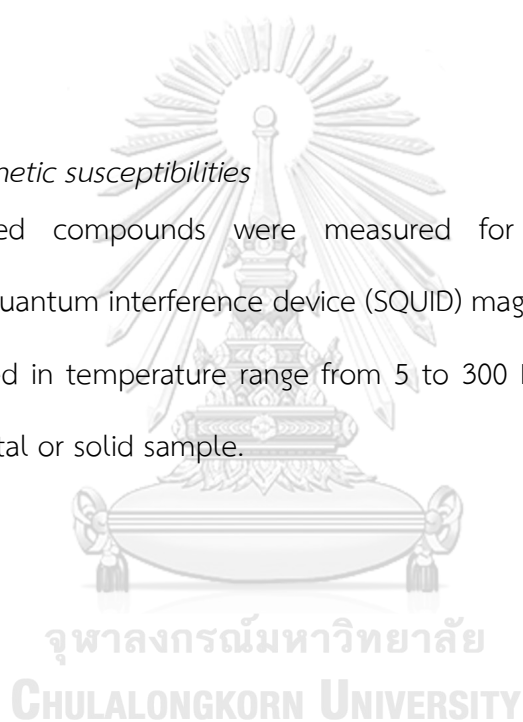 netic susceptibilities
ed compounds were measured for
uantum interference device (SQUID) mag
ed in temperature range from 5 to 300
tal or solid sample.
จุฬาลงกรณ์มหาวิทยาลัย
CHULALONGKORN UNIVERSITY